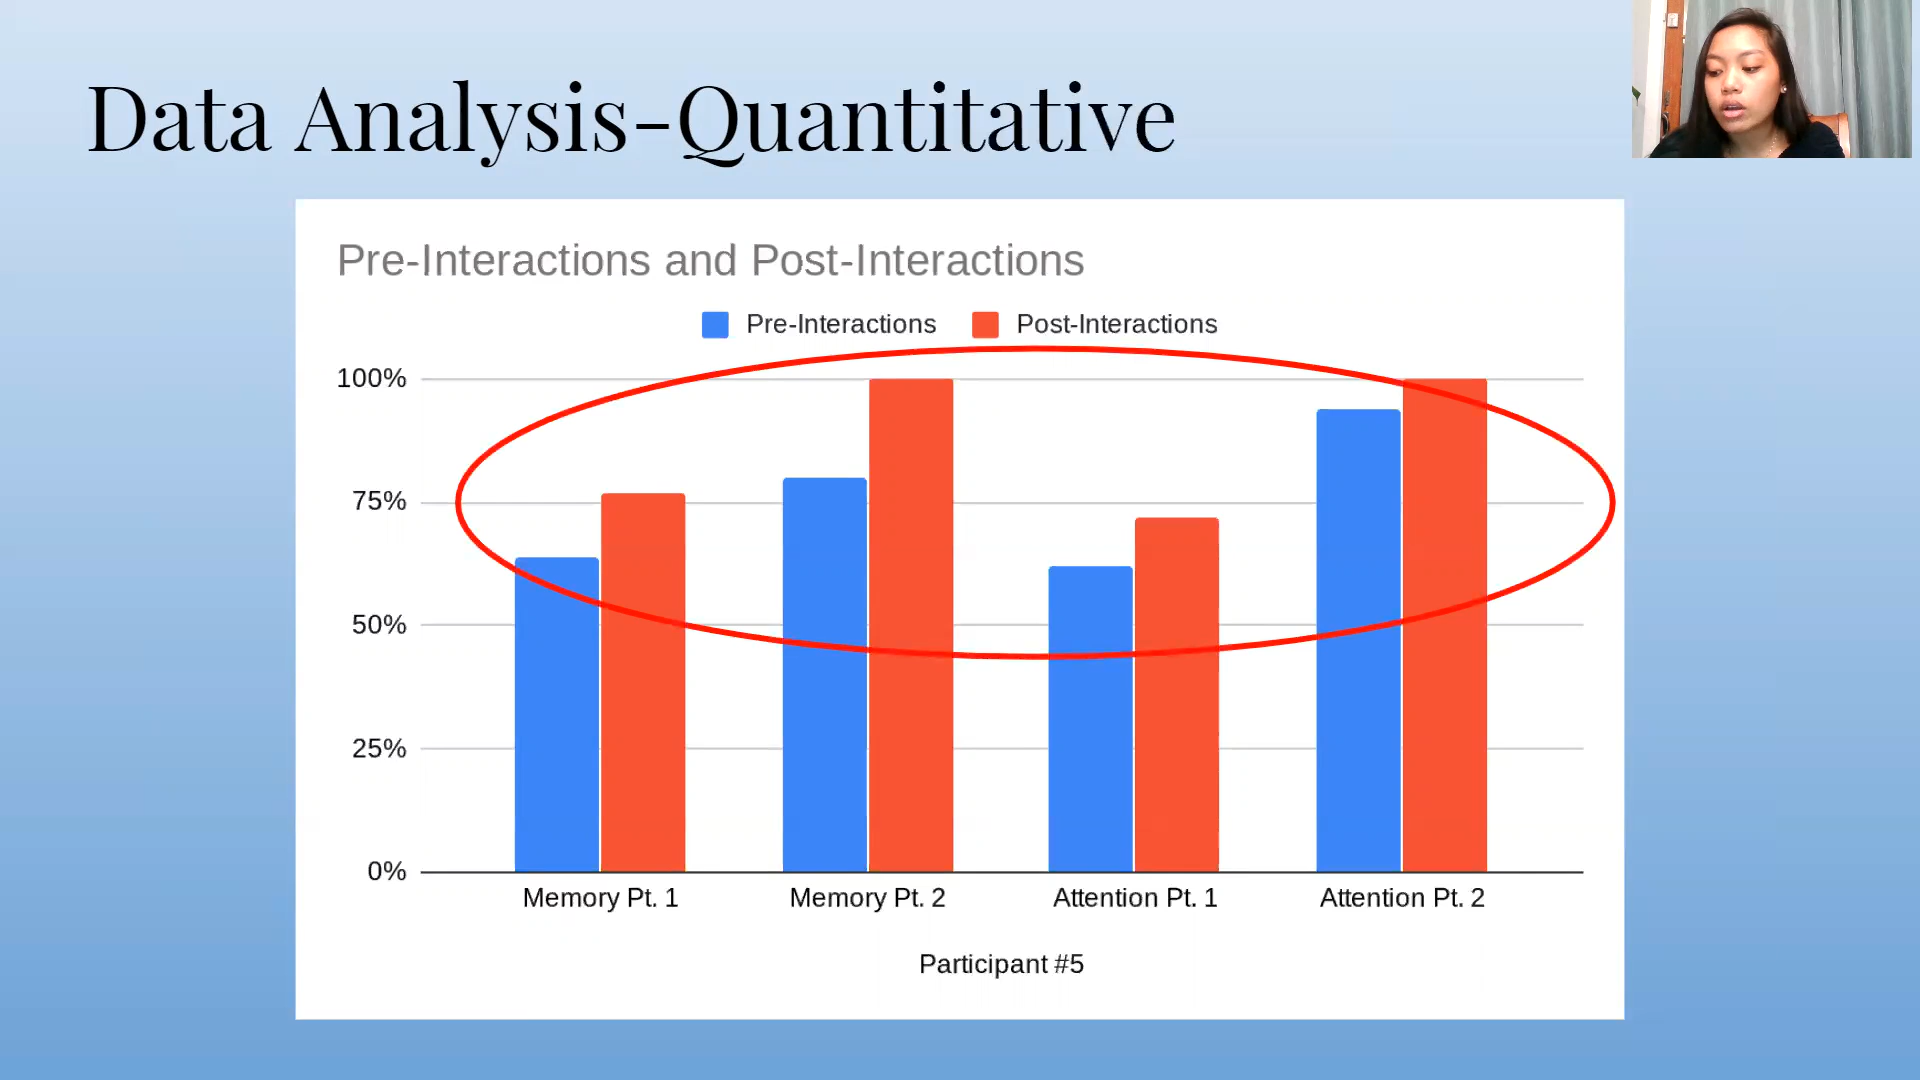 Data Analysis-Quantitative
Pre-Interactions and Post-Interactions
Pre-Interactions Post-Interactions
100%
75%
50%
25%
0%
Memory Pt. 1 Memory Pt. 2 Attention Pt. 1 Attention Pt. 2
Participant #5